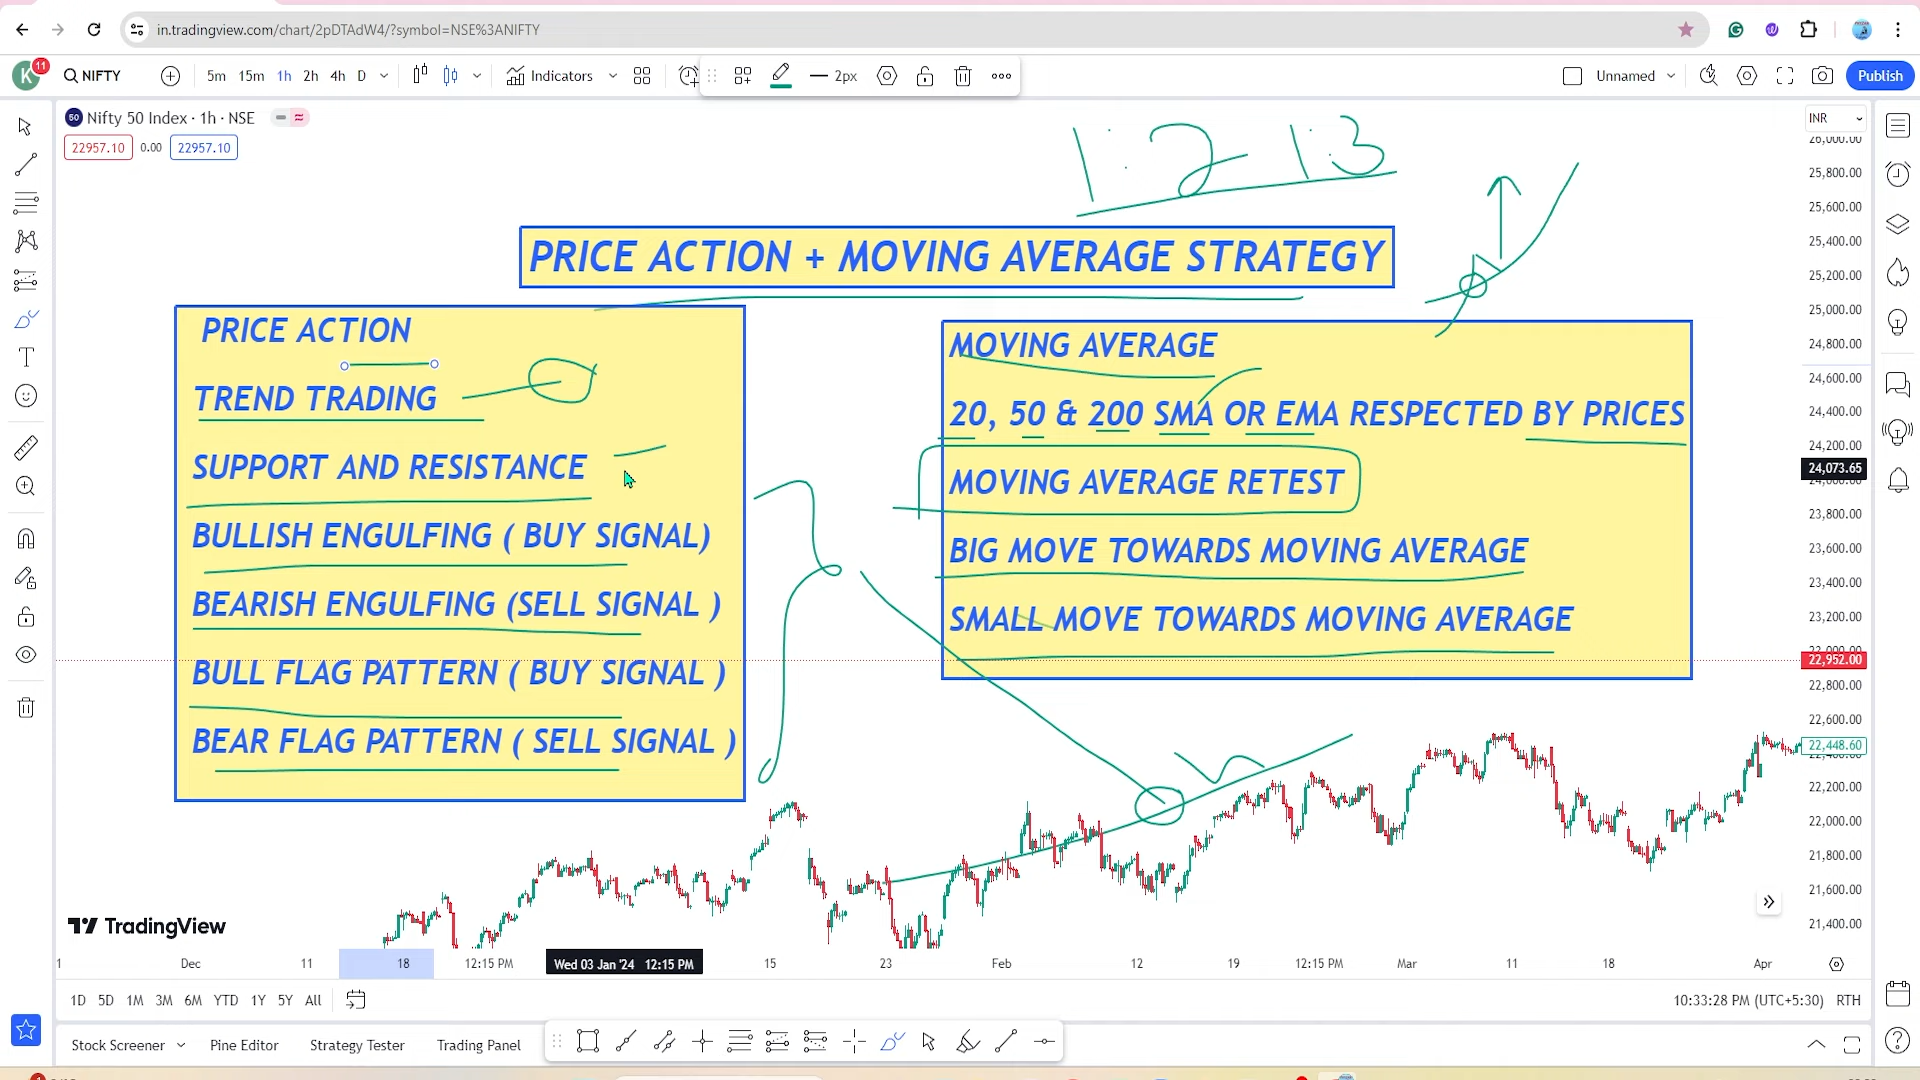 in.tradingview.com/chart/2pDTAdW4/?symbol=NSE%3ANIFTY
K 11 NIFTY 5m 15m 1h 2h 4h D Indicators 2px Unnamed Publish
50 Nifty 50 Index · 1h · NSE
22957.10 0.00 22957.10
INR
1:2 1:3
PRICE ACTION + MOVING AVERAGE STRATEGY
PRICE ACTION
TREND TRADING
SUPPORT AND RESISTANCE
BULLISH ENGULFING ( BUY SIGNAL)
BEARISH ENGULFING (SELL SIGNAL )
BULL FLAG PATTERN ( BUY SIGNAL )
BEAR FLAG PATTERN ( SELL SIGNAL )
MOVING AVERAGE
20, 50 & 200 SMA OR EMA RESPECTED BY PRICES
MOVING AVERAGE RETEST
BIG MOVE TOWARDS MOVING AVERAGE
SMALL MOVE TOWARDS MOVING AVERAGE
26,000.00
25,800.00
25,600.00
25,400.00
25,200.00
25,000.00
24,800.00
24,600.00
24,400.00
24,200.00
24,073.65
23,800.00
23,600.00
23,400.00
23,200.00
22,952.00
22,800.00
22,600.00
22,448.60
22,200.00
22,000.00
21,800.00
21,600.00
21,400.00
TradingView
1 Dec 11 18 12:15 PM Wed 03 Jan '24 12:15 PM 15 23 Feb 12 19 12:15 PM Mar 11 18 Apr
1D 5D 1M 3M 6M YTD 1Y 5Y All 10:33:28 PM (UTC+5:30) RTH
Stock Screener Pine Editor Strategy Tester Trading Panel